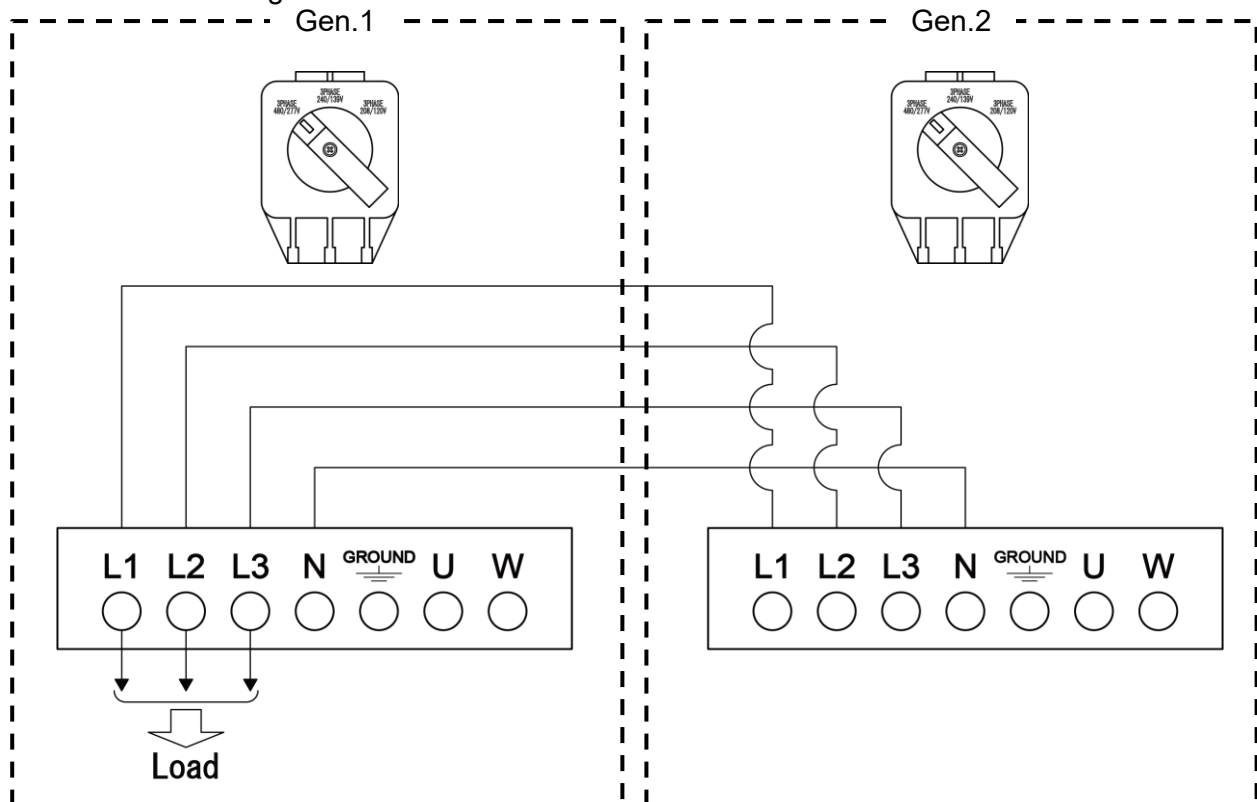 Gen.1
Gen.2
3PHASE
480/277V
3PHASE
240/139V
3PHASE
208/120V
3PHASE
480/277V
3PHASE
240/139V
3PHASE
208/120V
L1 L2 L3 N GROUND U W
L1 L2 L3 N GROUND U W
Load